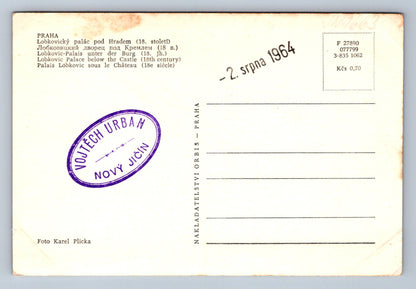 PRAHA
Lobkovický palác pod Hradem (18. století)
Лобковицкий дворец под Кремлем (18 в.)
Lobkovic-Palais unter der Burg (18. Jh.)
Lobkovic Palace below the Castle (18th century)
Palais Lobkovic sous le Château (18e siècle)
-2. srpna 1964
F 27890
077799
3-835 1062
Kčs 0,70
VOJTĚCH URBAN
NOVÝ JIČÍN
NAKLADATELSTVÍ ORBIS - PRAHA
Foto Karel Plicka